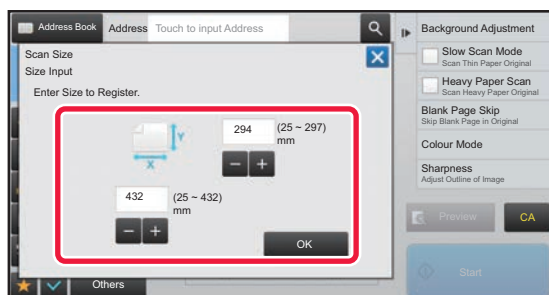 Address Book Address Touch to input Address
Scan Size
Size Input
Enter Size to Register.
Y
X
294 (25 ~ 297)
mm
− +
432 (25 ~ 432)
mm
− +
OK
Others
Background Adjustment
Slow Scan Mode
Scan Thin Paper Original
Heavy Paper Scan
Scan Heavy Paper Original
Blank Page Skip
Skip Blank Page in Original
Colour Mode
Sharpness
Adjust Outline of Image
Preview CA
Start